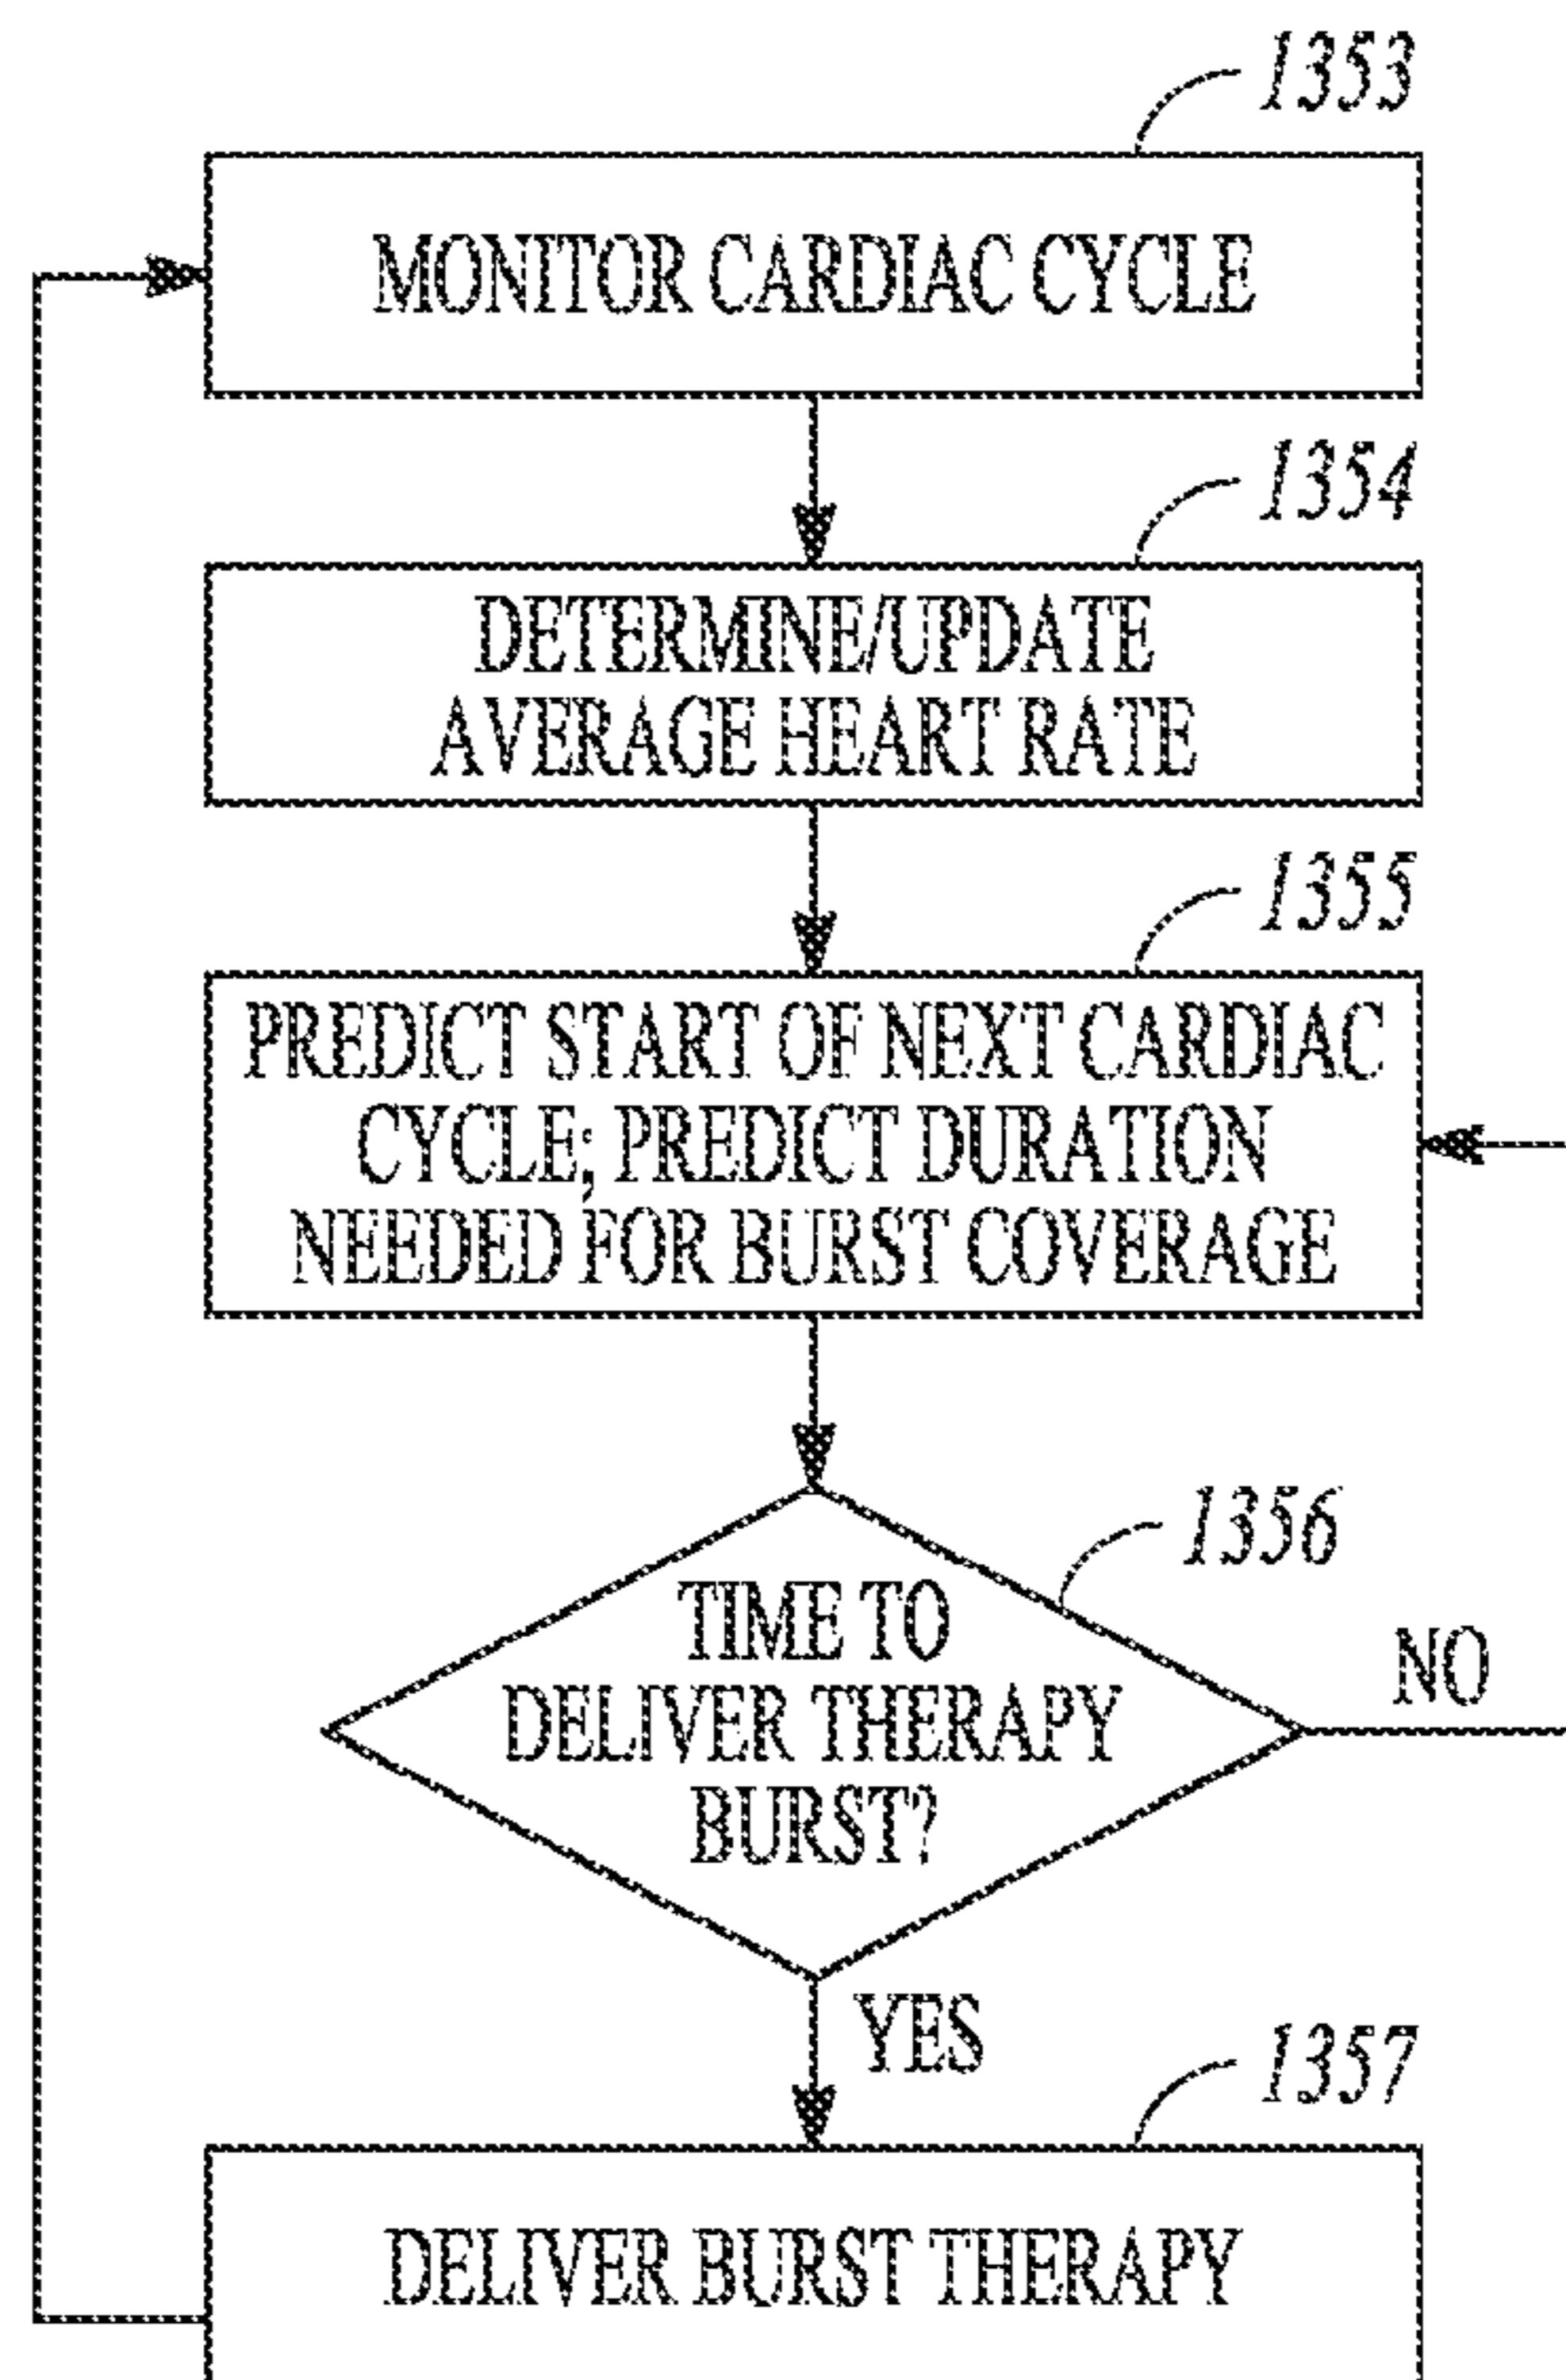 1353
MONITOR CARDIAC CYCLE
1354
DETERMINE/UPDATE
AVERAGE HEART RATE
1355
PREDICT START OF NEXT CARDIAC
CYCLE; PREDICT DURATION
NEEDED FOR BURST COVERAGE
1356
TIME TO
DELIVER THERAPY
BURST?
NO
YES
1357
DELIVER BURST THERAPY